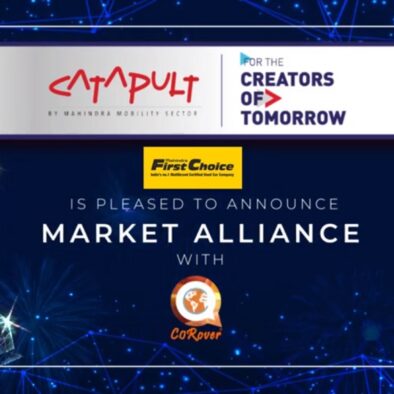 CATAPULT
BY MAHINDRA MOBILITY SECTOR
FOR THE
CREATORS
OF
TOMORROW
Mahindra
First Choice
IS PLEASED TO ANNOUNCE
MARKET ALLIANCE
WITH
CORover